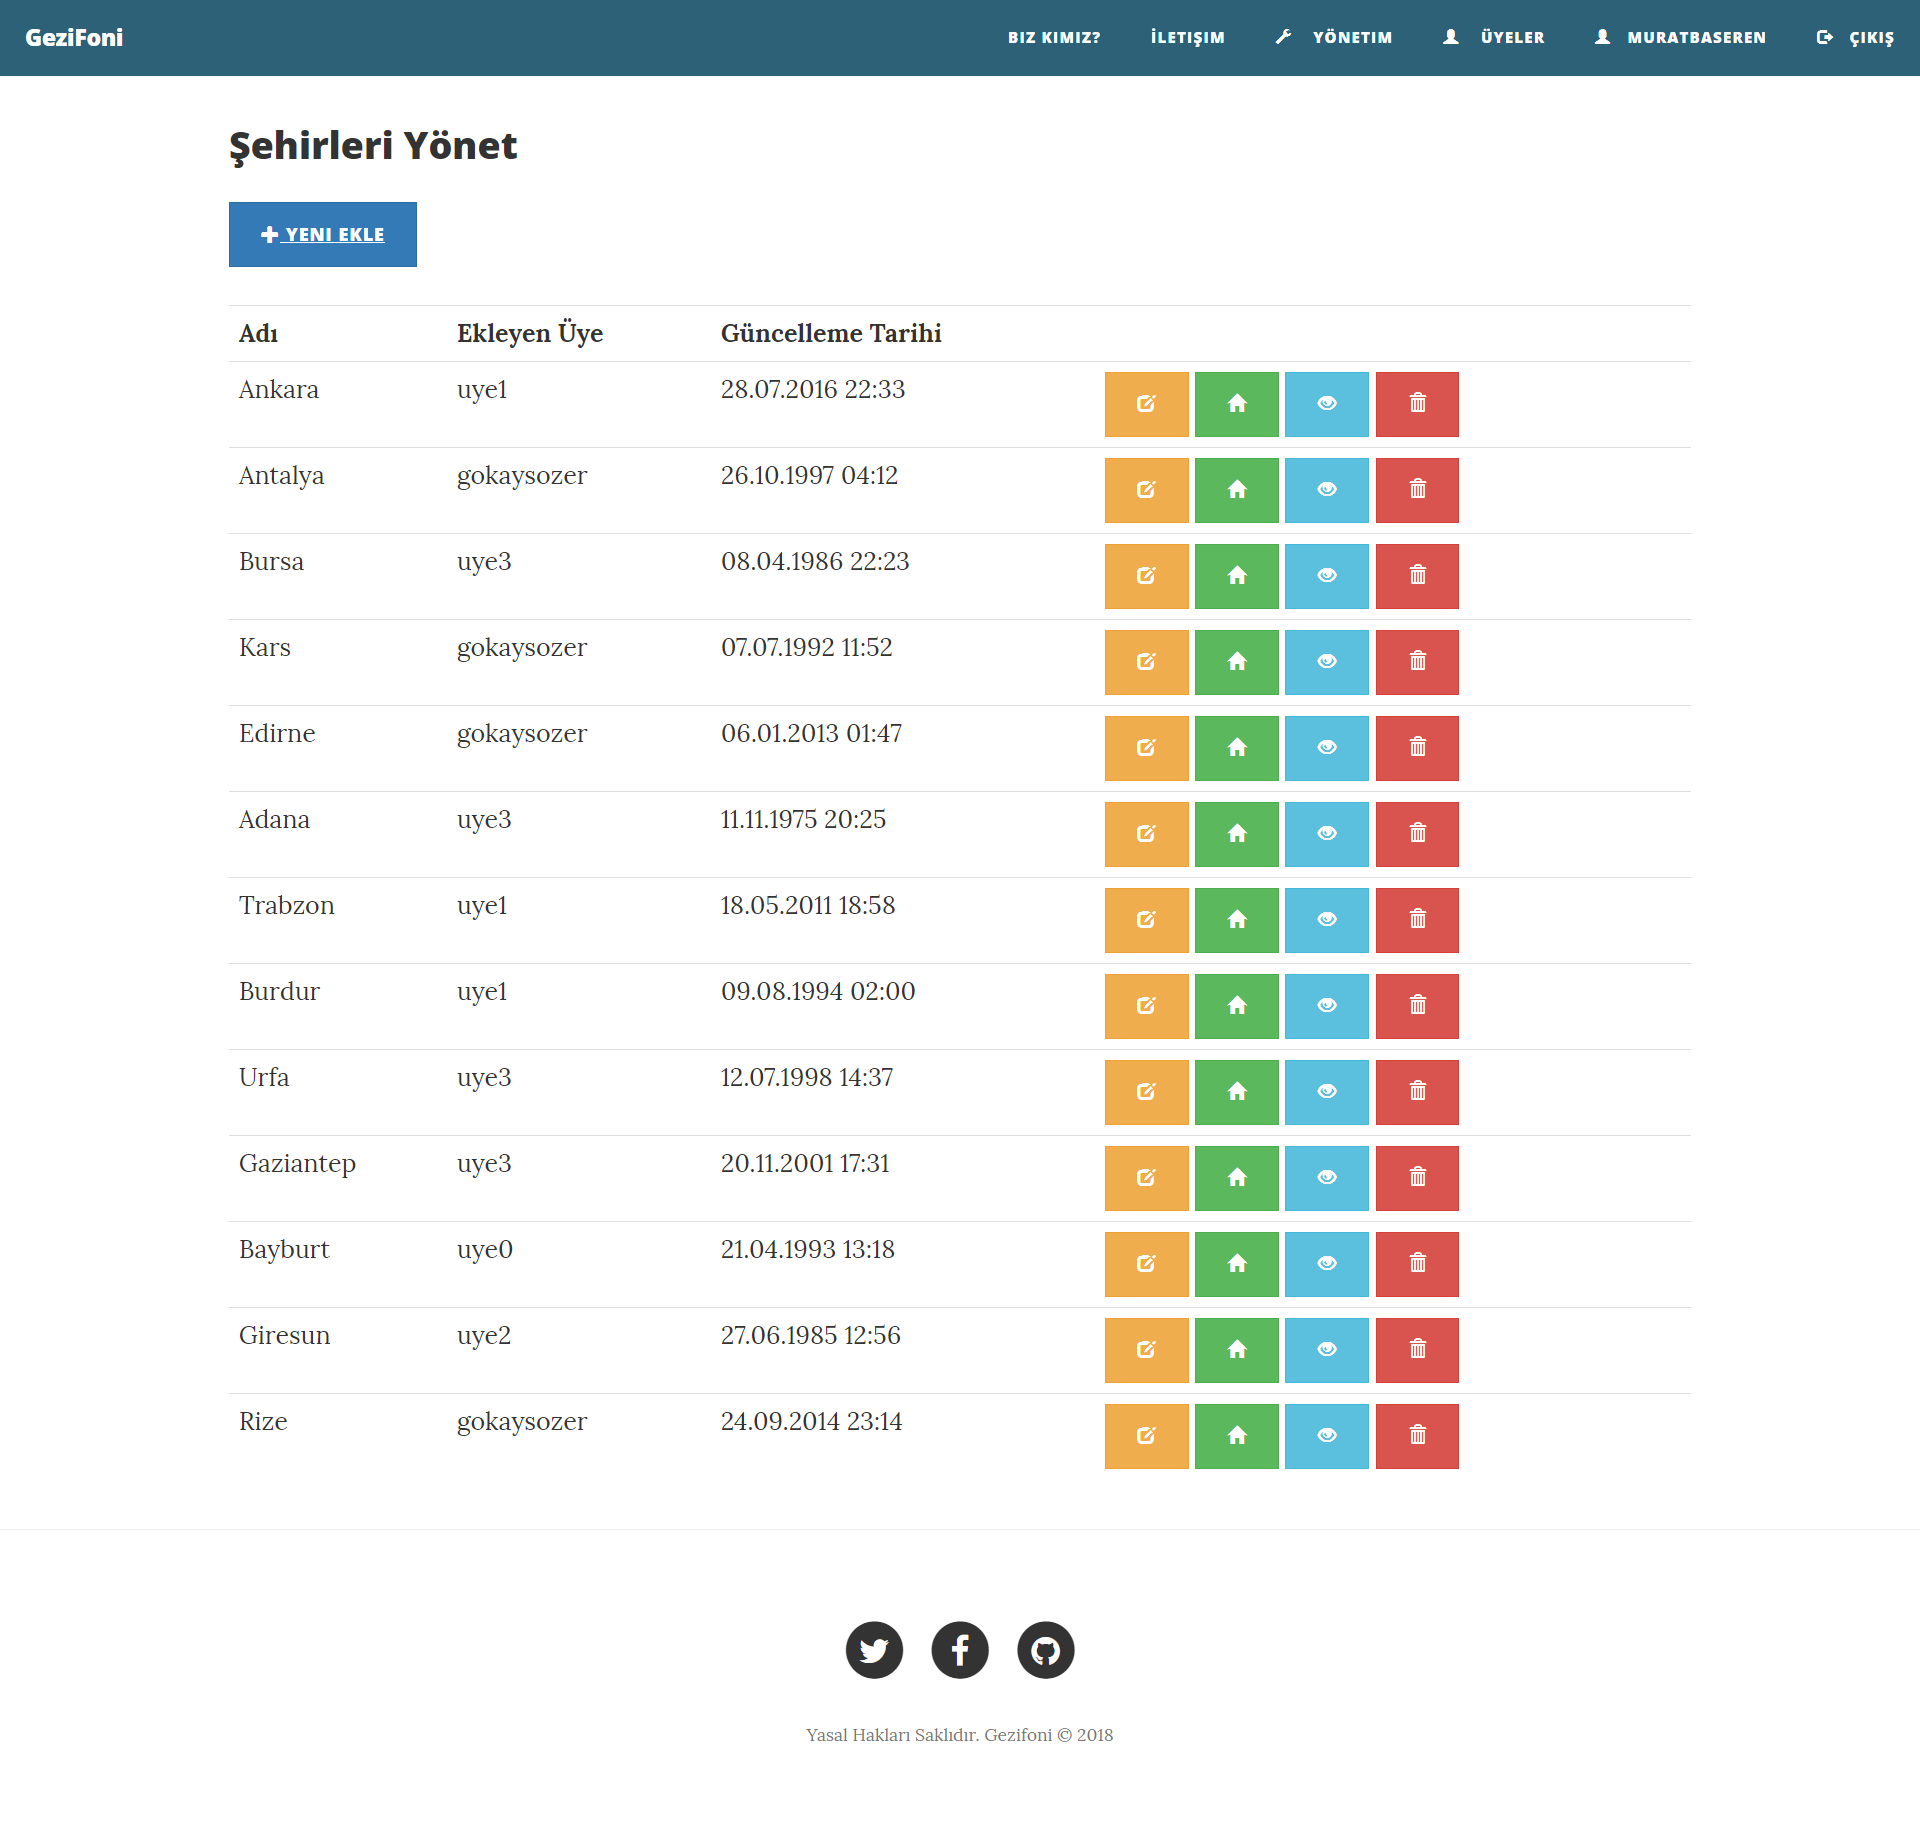 GeziFoni BIZ KIMIZ? İLETIŞIM YÖNETIM ÜYELER MURATBASEREN ÇIKIŞ
Şehirleri Yönet
YENI EKLE
Adı Ekleyen Üye Güncelleme Tarihi
Ankara uye1 28.07.2016 22:33
Antalya gokaysozer 26.10.1997 04:12
Bursa uye3 08.04.1986 22:23
Kars gokaysozer 07.07.1992 11:52
Edirne gokaysozer 06.01.2013 01:47
Adana uye3 11.11.1975 20:25
Trabzon uye1 18.05.2011 18:58
Burdur uye1 09.08.1994 02:00
Urfa uye3 12.07.1998 14:37
Gaziantep uye3 20.11.2001 17:31
Bayburt uye0 21.04.1993 13:18
Giresun uye2 27.06.1985 12:56
Rize gokaysozer 24.09.2014 23:14
Yasal Hakları Saklıdır. Gezifoni © 2018